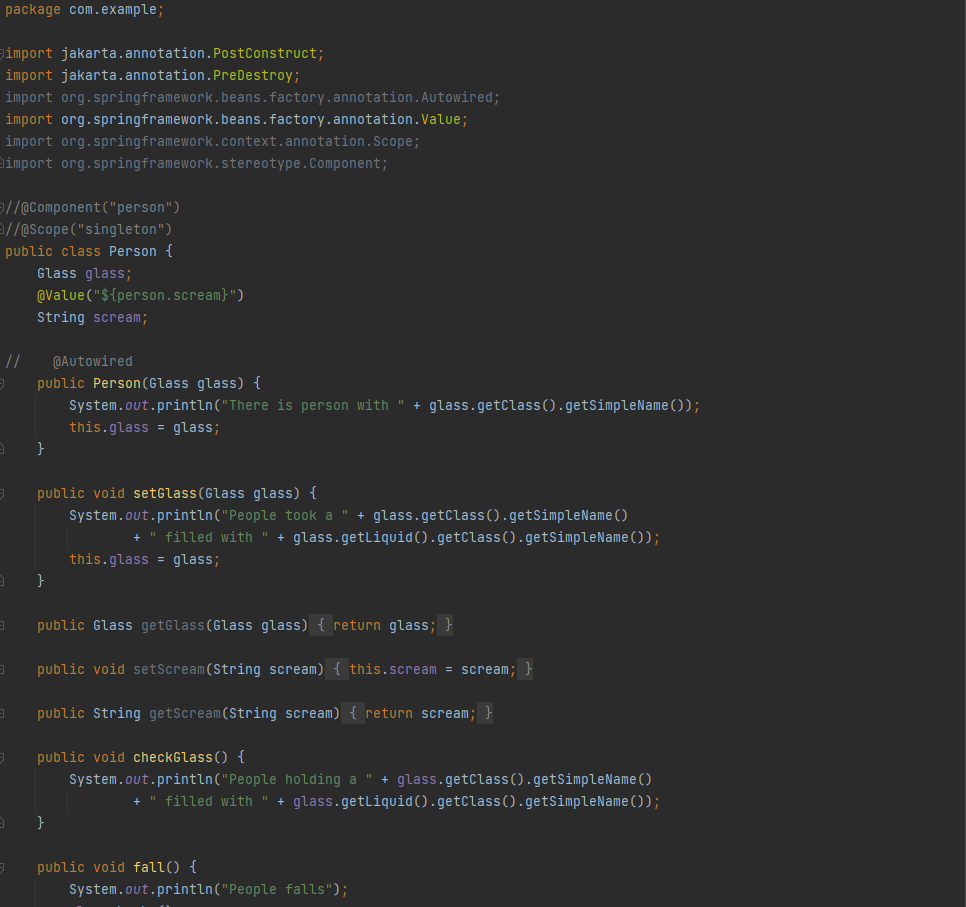 package com.example;

import jakarta.annotation.PostConstruct;
import jakarta.annotation.PreDestroy;
import org.springframework.beans.factory.annotation.Autowired;
import org.springframework.beans.factory.annotation.Value;
import org.springframework.context.annotation.Scope;
import org.springframework.stereotype.Component;

//@Component("person")
//@Scope("singleton")
public class Person {
    Glass glass;
    @Value("${person.scream}")
    String scream;

//    @Autowired
    public Person(Glass glass) {
        System.out.println("There is person with " + glass.getClass().getSimpleName());
        this.glass = glass;
    }

    public void setGlass(Glass glass) {
        System.out.println("People took a " + glass.getClass().getSimpleName()
                + " filled with " + glass.getLiquid().getClass().getSimpleName());
        this.glass = glass;
    }

    public Glass getGlass(Glass glass) { return glass; }

    public void setScream(String scream) { this.scream = scream; }

    public String getScream(String scream) { return scream; }

    public void checkGlass() {
        System.out.println("People holding a " + glass.getClass().getSimpleName()
                + " filled with " + glass.getLiquid().getClass().getSimpleName());
    }

    public void fall() {
        System.out.println("People falls");